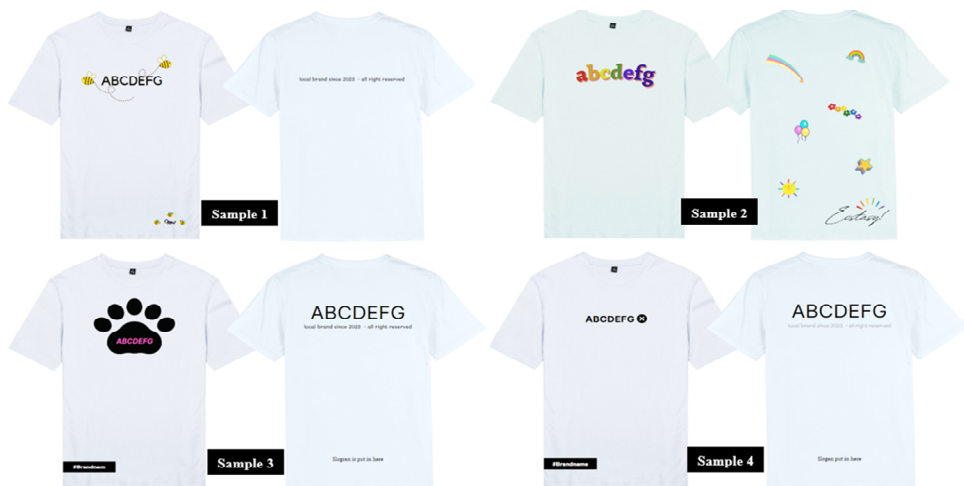 ABCDEFG
local brand since 2023 - all right reserved
Sample 1
abcdefg
Ecstasy!
Sample 2
ABCDEFG
#Brandnam
ABCDEFG
local brand since 2023 - all right reserved
Slogan is put in here
Sample 3
ABCDEFG
#Brandname
ABCDEFG
local brand since 2023 - all right reserved
Slogan is put in here
Sample 4